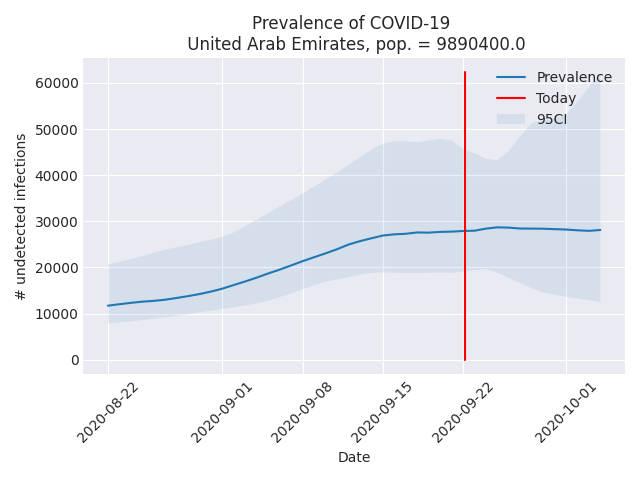 Prevalence of COVID-19
United Arab Emirates, pop. = 9890400.0
Prevalence
Today
95CI
# undetected infections
60000
50000
40000
30000
20000
10000
0
2020-08-22
2020-09-01
2020-09-08
2020-09-15
2020-09-22
2020-10-01
Date